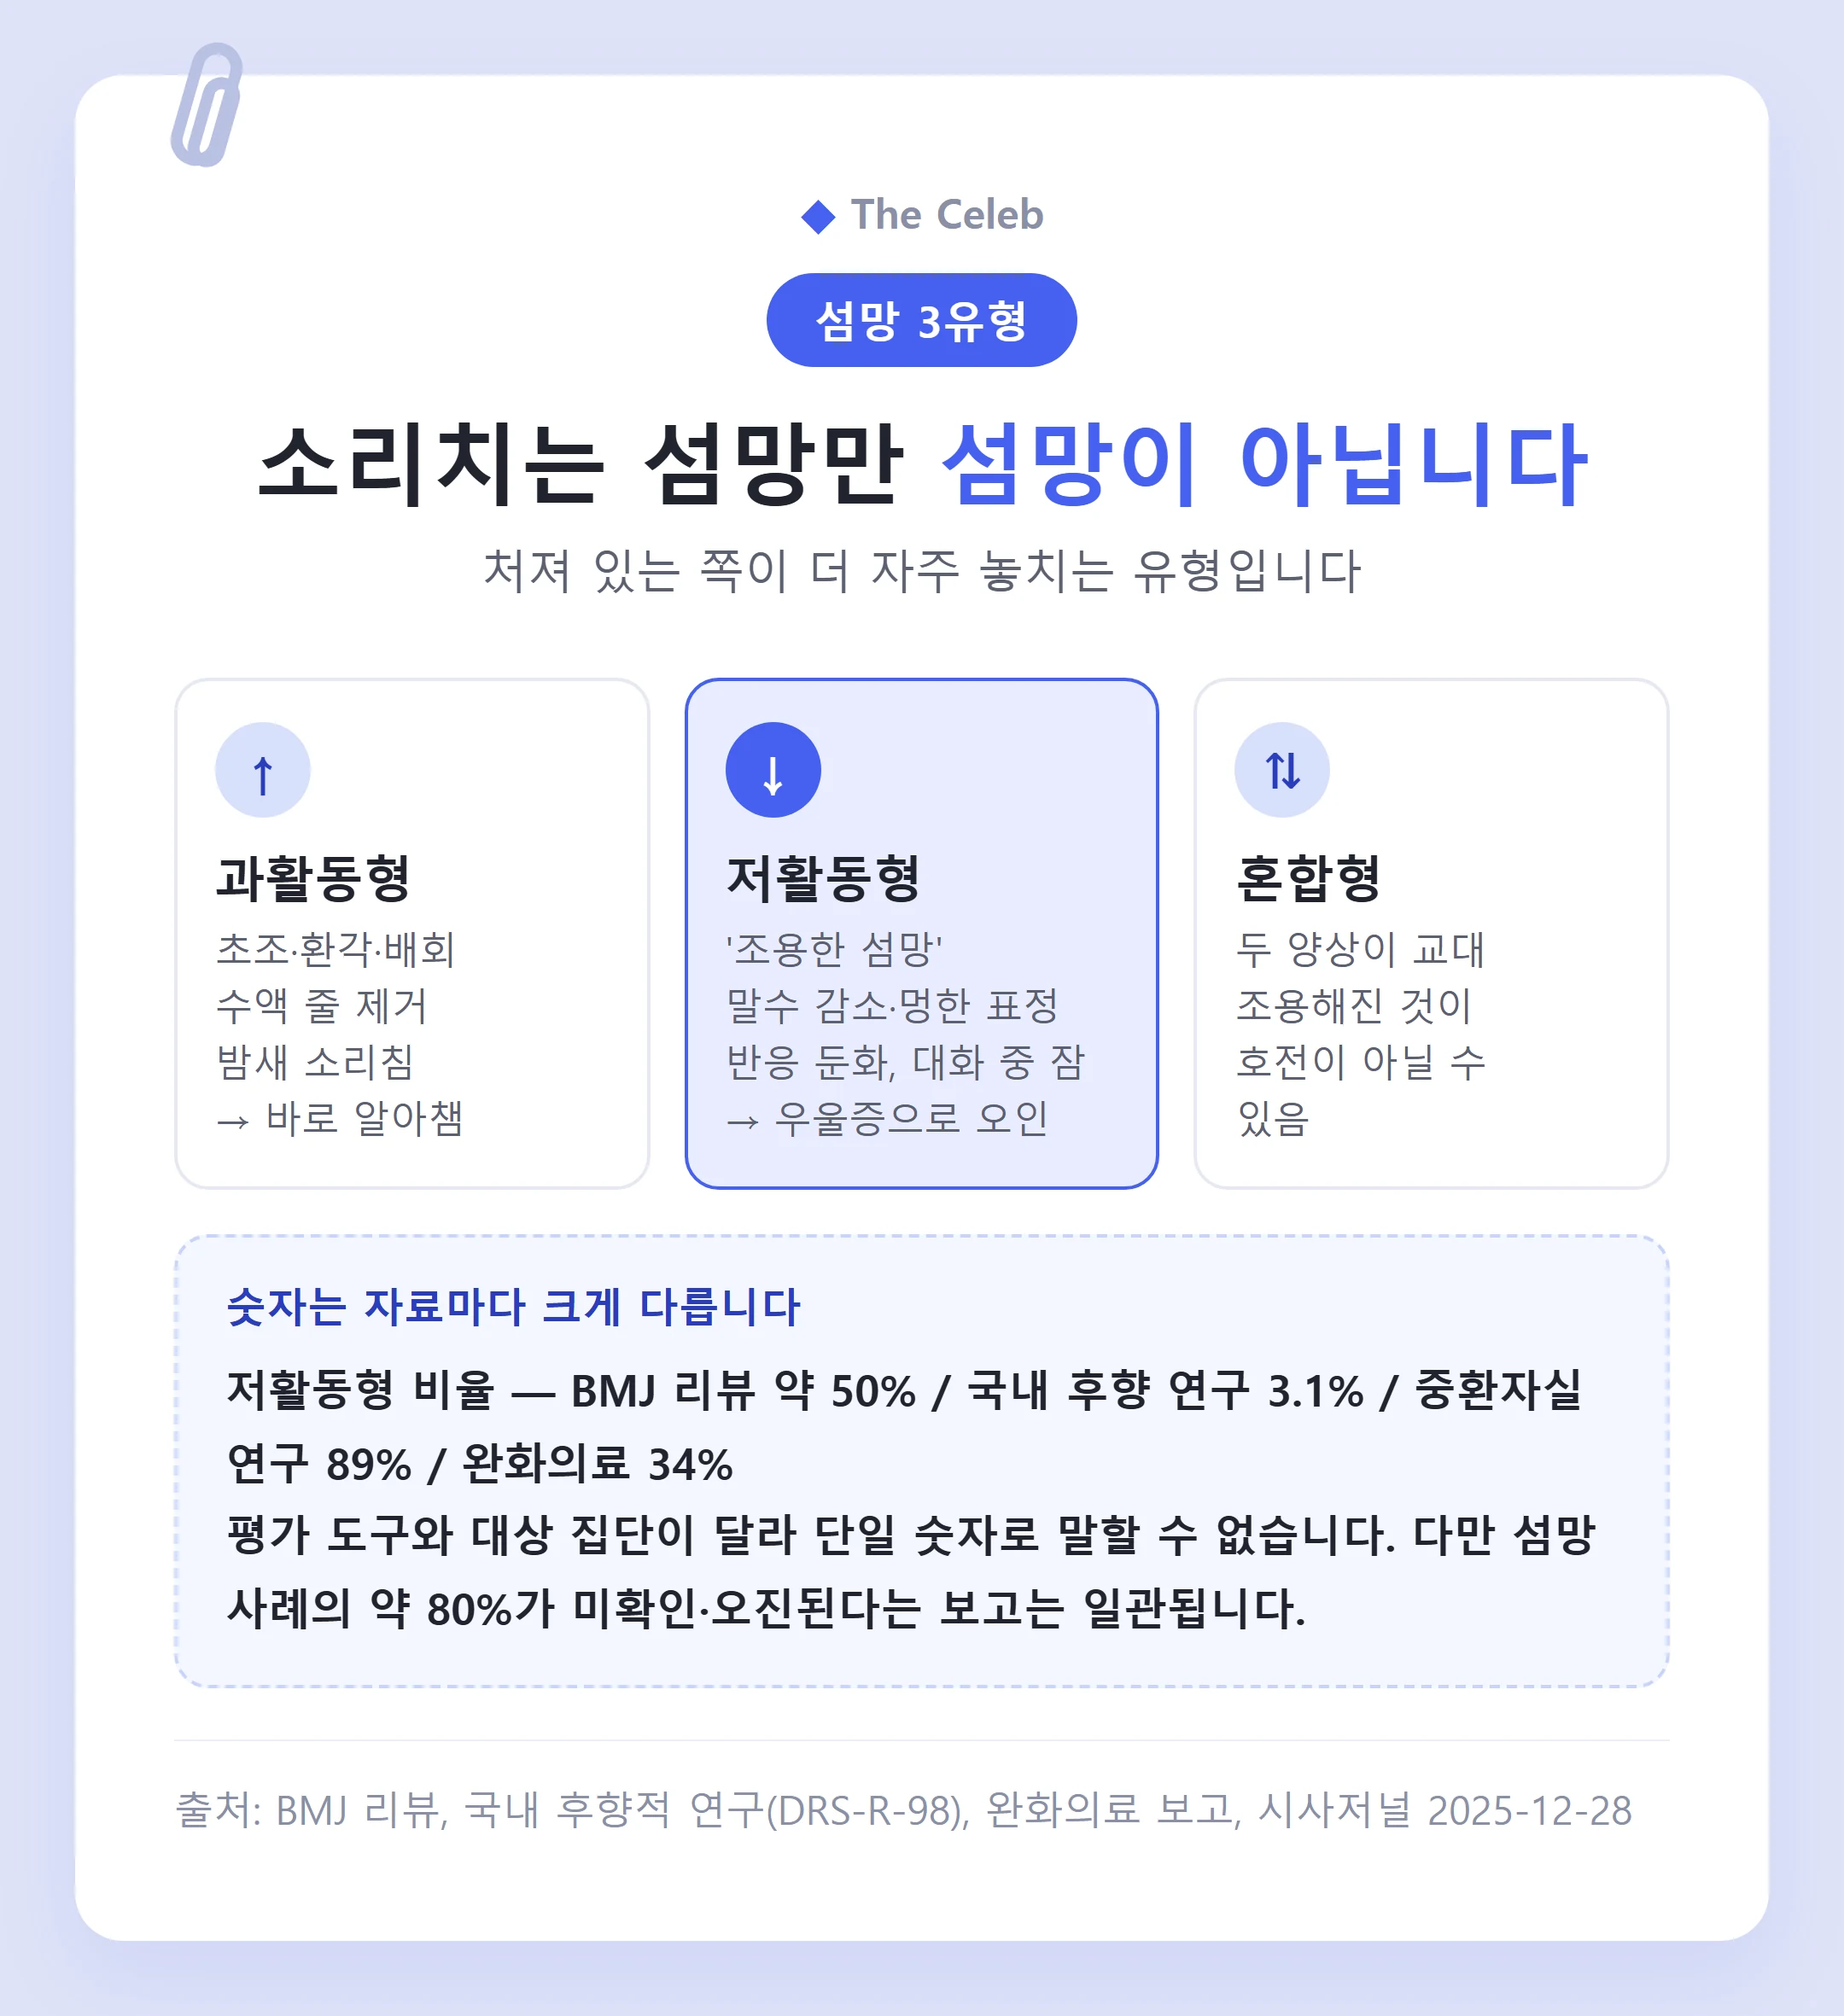 ◆ The Celeb
섬망 3유형
소리치는 섬망만 섬망이 아닙니다
처져 있는 쪽이 더 자주 놓치는 유형입니다
↑
과활동형
초조·환각·배회
수액 줄 제거
밤새 소리침
→ 바로 알아챔
↓
저활동형
'조용한 섬망'
말수 감소·멍한 표정
반응 둔화, 대화 중 잠
→ 우울증으로 오인
⇅
혼합형
두 양상이 교대
조용해진 것이
호전이 아닐 수
있음
숫자는 자료마다 크게 다릅니다
저활동형 비율 — BMJ 리뷰 약 50% / 국내 후향 연구 3.1% / 중환자실
연구 89% / 완화의료 34%
평가 도구와 대상 집단이 달라 단일 숫자로 말할 수 없습니다. 다만 섬망
사례의 약 80%가 미확인·오진된다는 보고는 일관됩니다.
출처: BMJ 리뷰, 국내 후향적 연구(DRS-R-98), 완화의료 보고, 시사저널 2025-12-28